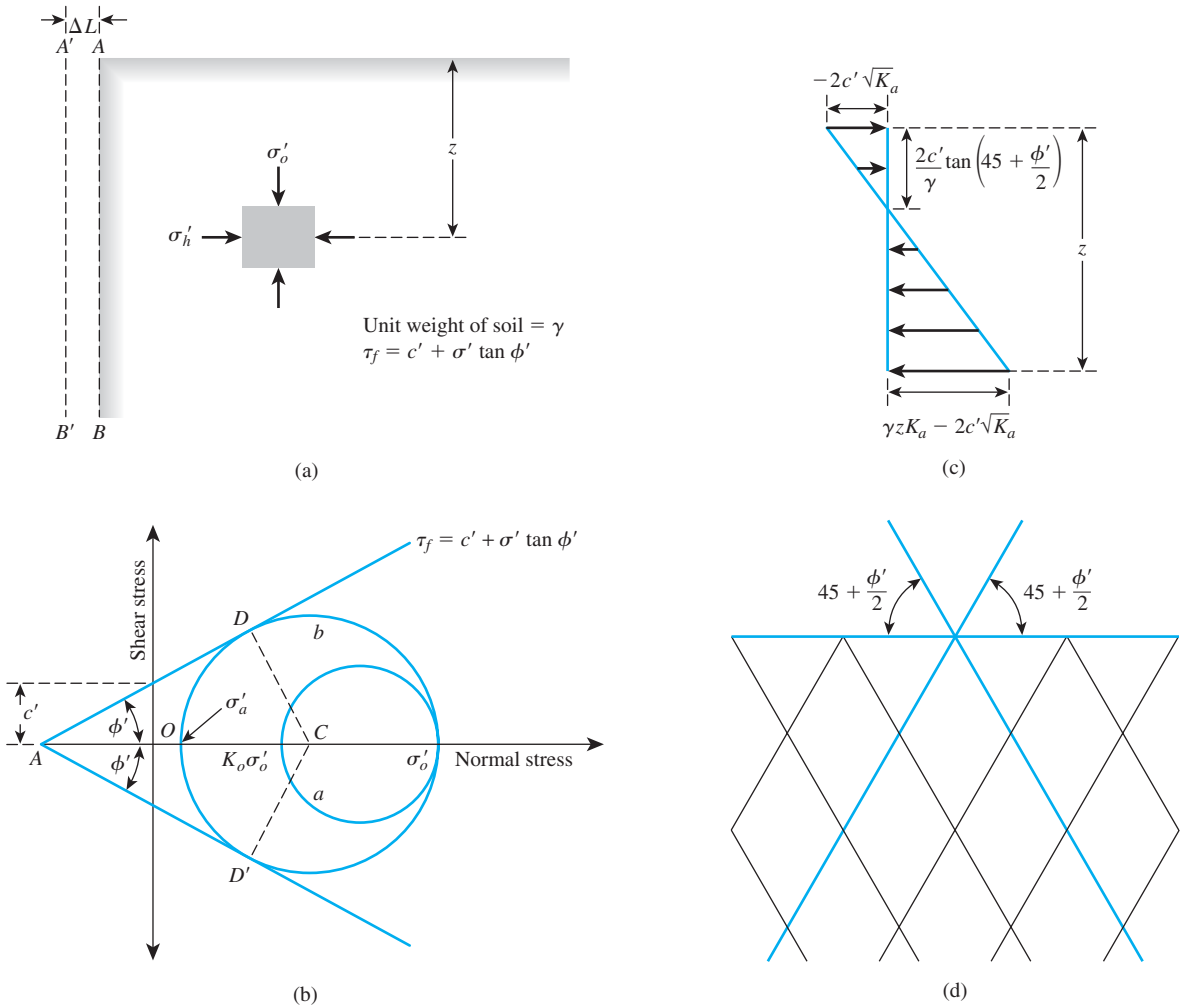 ΔL
A′ A
z
σ′o
σ′h
Unit weight of soil = γ
τf = c′ + σ′ tan ϕ′
B′ B
(a)
−2c′√Ka
2c′/γ tan(45 + ϕ′/2)
z
γzKa − 2c′√Ka
(c)
Shear stress
τf = c′ + σ′ tan ϕ′
D
b
c′
ϕ′
O
σ′a
C
A
ϕ′
Koσ′o
σ′o
Normal stress
a
D′
(b)
45 + ϕ′/2
45 + ϕ′/2
(d)